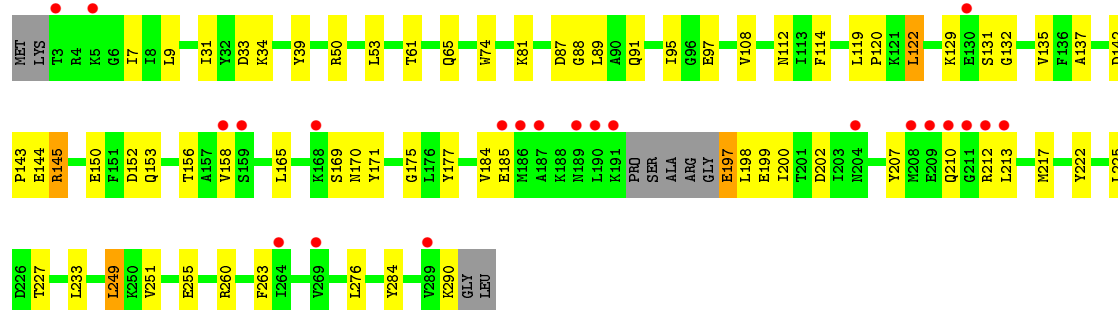 MET LYS T3 R4 K5 G6 I7 I8 L9 I31 Y32 D33 K34 Y39 R50 L53 T61 Q65 W74 K81 D87 G88 L89 A90 Q91 I95 G96 E97 V108 N112 I113 F114 L119 P120 K121 L122 K129 E130 S131 G132 V135 F136 A137 D142
P143 E144 R145 E150 F151 D152 Q153 T156 A157 V158 S159 L165 K168 S169 N170 Y171 G175 L176 Y177 V184 E185 M186 A187 K188 N189 L190 K191 PRO SER ALA ARG GLY E197 L198 E199 I200 T201 D202 I203 N204 Y207 M208 E209 Q210 G211 R212 L213 M217 Y222 L225
D226 T227 L233 L249 K250 V251 E255 R260 F263 I264 V269 L276 Y284 V289 K290 GLY LEU